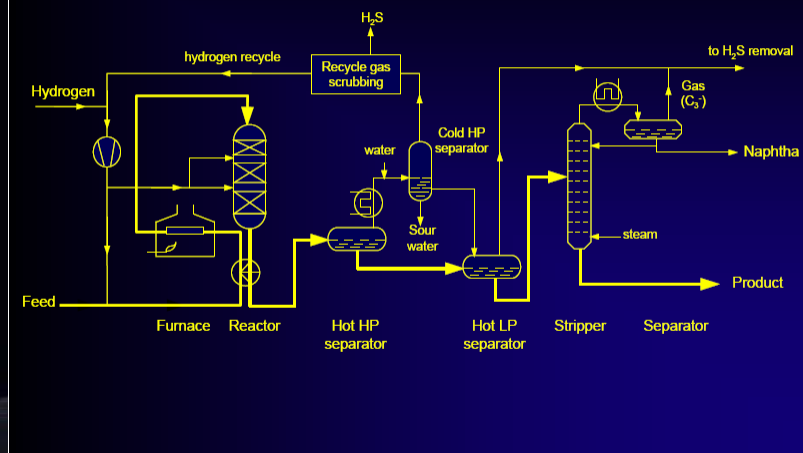 H₂S
hydrogen recycle
Recycle gas
scrubbing
to H₂S removal
Hydrogen
Gas
(C₃⁻)
water
Cold HP
separator
Naphtha
Sour
water
steam
Feed
Product
Furnace
Reactor
Hot HP
separator
Hot LP
separator
Stripper
Separator